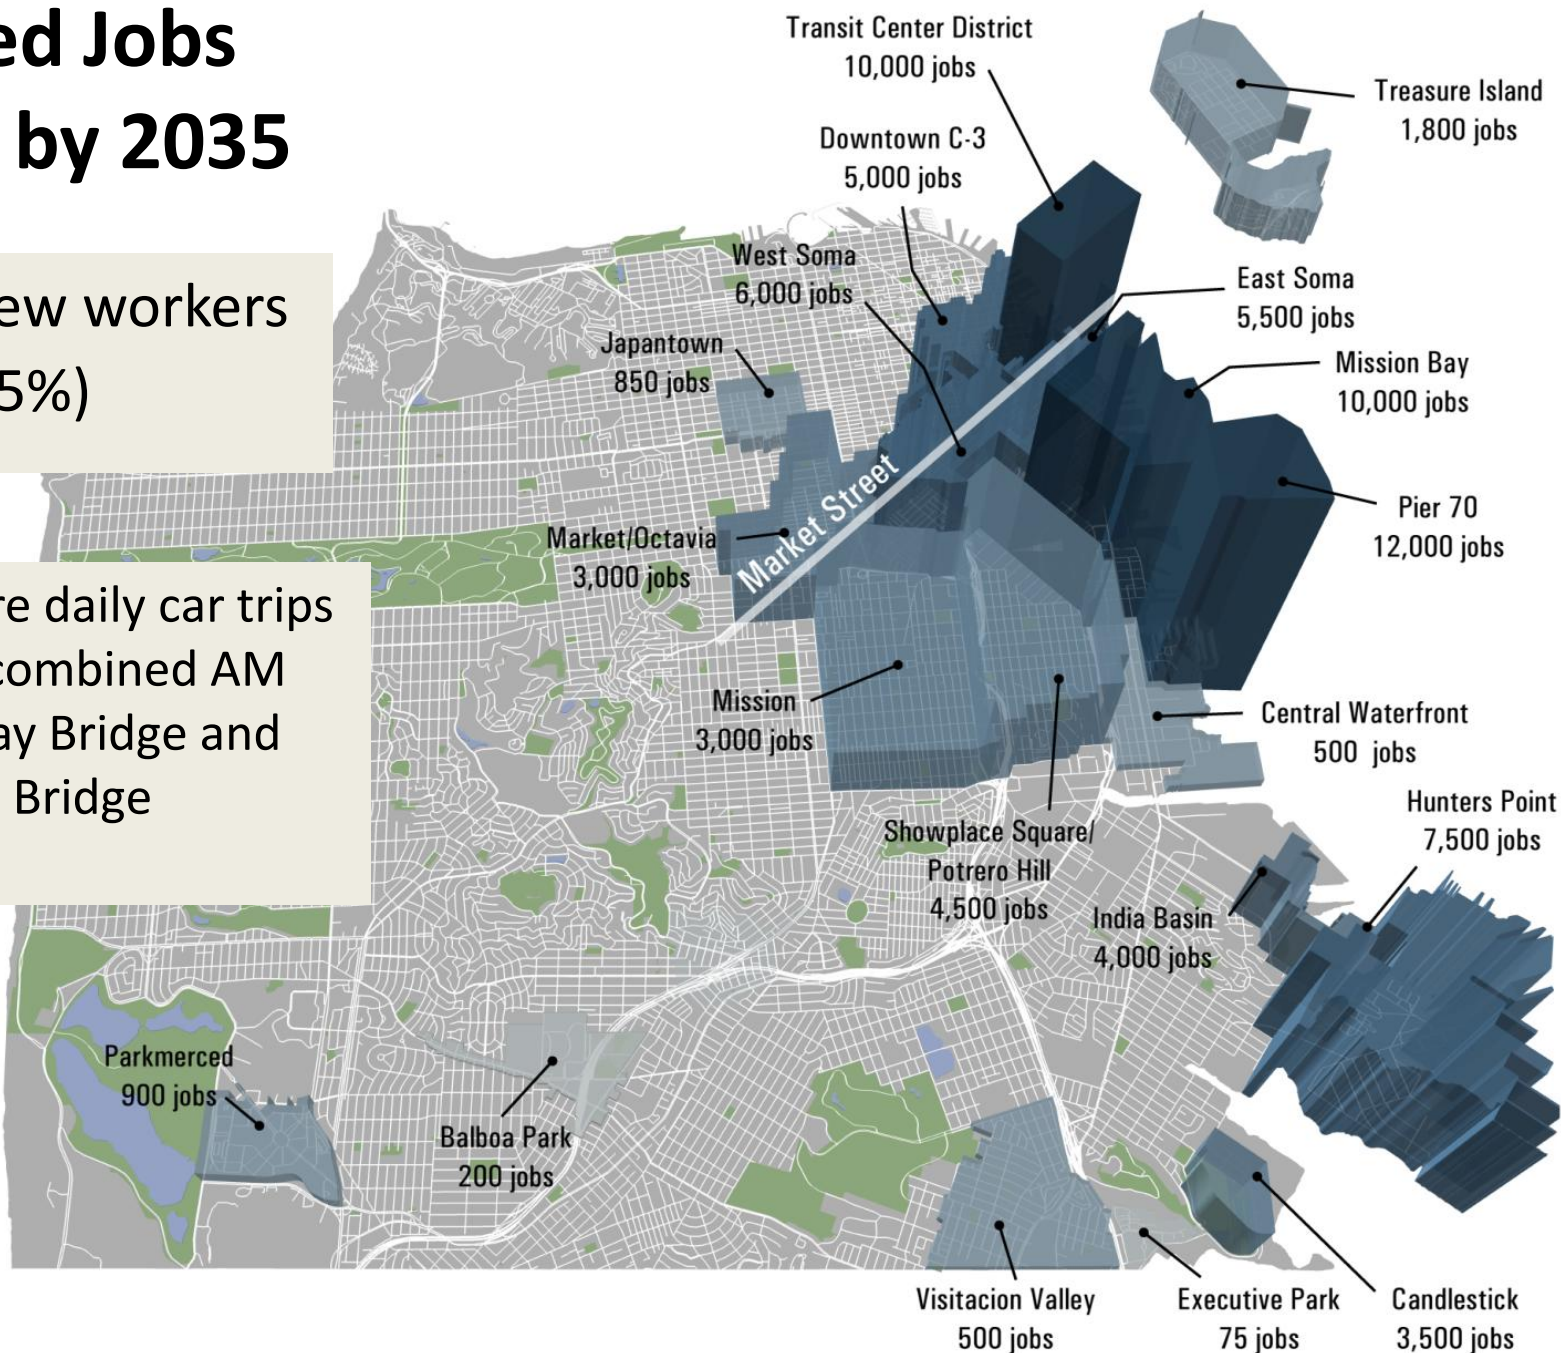 ed Jobs
by 2035
ew workers
5%)
re daily car trips
combined AM
ay Bridge and
Bridge
Transit Center District
10,000 jobs
Treasure Island
1,800 jobs
Downtown C-3
5,000 jobs
West Soma
6,000 jobs
East Soma
5,500 jobs
Japantown
850 jobs
Mission Bay
10,000 jobs
Market Street
Pier 70
12,000 jobs
Market/Octavia
3,000 jobs
Mission
3,000 jobs
Central Waterfront
500 jobs
Showplace Square/
Potrero Hill
4,500 jobs
Hunters Point
7,500 jobs
India Basin
4,000 jobs
Parkmerced
900 jobs
Balboa Park
200 jobs
Visitacion Valley
500 jobs
Executive Park
75 jobs
Candlestick
3,500 jobs